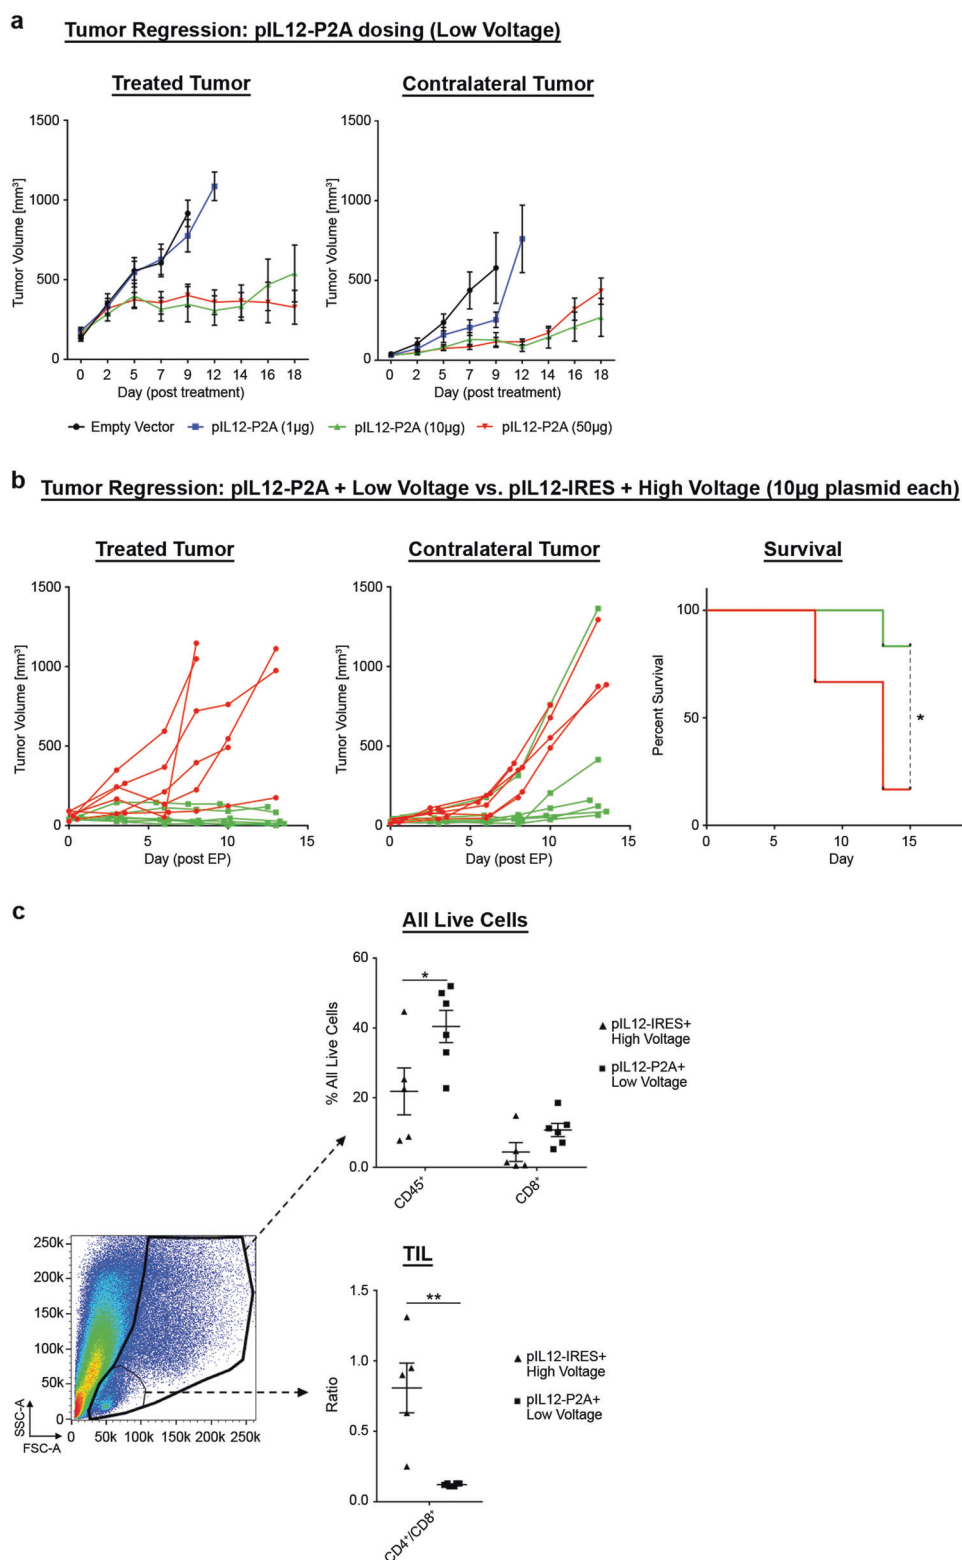 a
Tumor Regression: pIL12-P2A dosing (Low Voltage)
Treated Tumor
Contralateral Tumor
1500
1000
500
0
Tumor Volume [mm³]
0 2 5 7 9 12 14 16 18
Day (post treatment)
1500
1000
500
0
Tumor Volume [mm³]
0 2 5 7 9 12 14 16 18
Day (post treatment)
Empty Vector pIL12-P2A (1µg) pIL12-P2A (10µg) pIL12-P2A (50µg)
b
Tumor Regression: pIL12-P2A + Low Voltage vs. pIL12-IRES + High Voltage (10µg plasmid each)
Treated Tumor
Contralateral Tumor
Survival
1500
1000
500
0
Tumor Volume [mm³]
0 5 10 15
Day (post EP)
1500
1000
500
0
Tumor Volume [mm³]
0 5 10 15
Day (post EP)
100
50
0
Percent Survival
*
0 5 10 15
Day
c
All Live Cells
60
40
20
0.0
% All Live Cells
*
CD45⁺
CD8⁺
pIL12-IRES+
High Voltage
pIL12-P2A+
Low Voltage
250k
200k
150k
100k
50k
0
SSC-A
FSC-A
0 50k 100k 150k 200k 250k
TIL
1.5
1.0
0.5
0.0
Ratio
**
CD4⁺/CD8⁺
pIL12-IRES+
High Voltage
pIL12-P2A+
Low Voltage